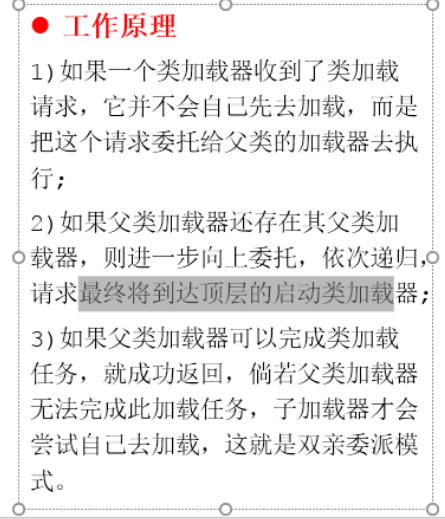 ● 工作原理
1)如果一个类加载器收到了类加载
请求，它并不会自己先去加载，而是
把这个请求委托给父类的加载器去执
行；
2)如果父类加载器还存在其父类加
载器，则进一步向上委托，依次递归，
请求最终将到达顶层的启动类加载器；
3)如果父类加载器可以完成类加载
任务，就成功返回，倘若父类加载器
无法完成此加载任务，子加载器才会
尝试自己去加载，这就是双亲委派模
式。